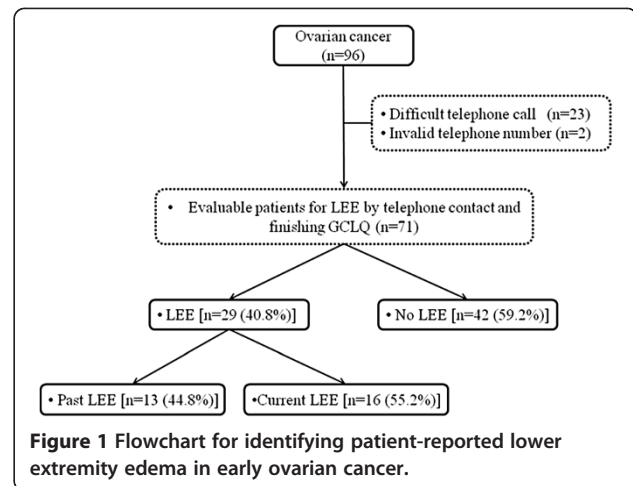 Ovarian cancer
(n=96)
• Difficult telephone call (n=23)
• Invalid telephone number (n=2)
• Evaluable patients for LEE by telephone contact and
finishing GCLQ (n=71)
• LEE [n=29 (40.8%)]
• No LEE [n=42 (59.2%)]
• Past LEE [n=13 (44.8%)]
•Current LEE [n=16 (55.2%)]
Figure 1 Flowchart for identifying patient-reported lower
extremity edema in early ovarian cancer.